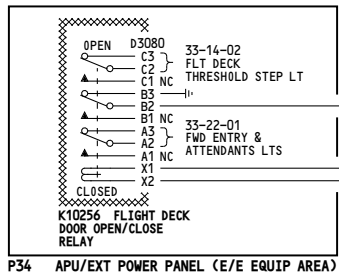 OPEN D3080
C3
C2
C1 NC
33-14-02
FLT DECK
THRESHOLD STEP LT
B3
B2
B1 NC
A3
A2
A1 NC
33-22-01
FWD ENTRY &
ATTENDANTS LTS
X1
X2
CLOSED
K10256 FLIGHT DECK
DOOR OPEN/CLOSE
RELAY
P34 APU/EXT POWER PANEL (E/E EQUIP AREA)